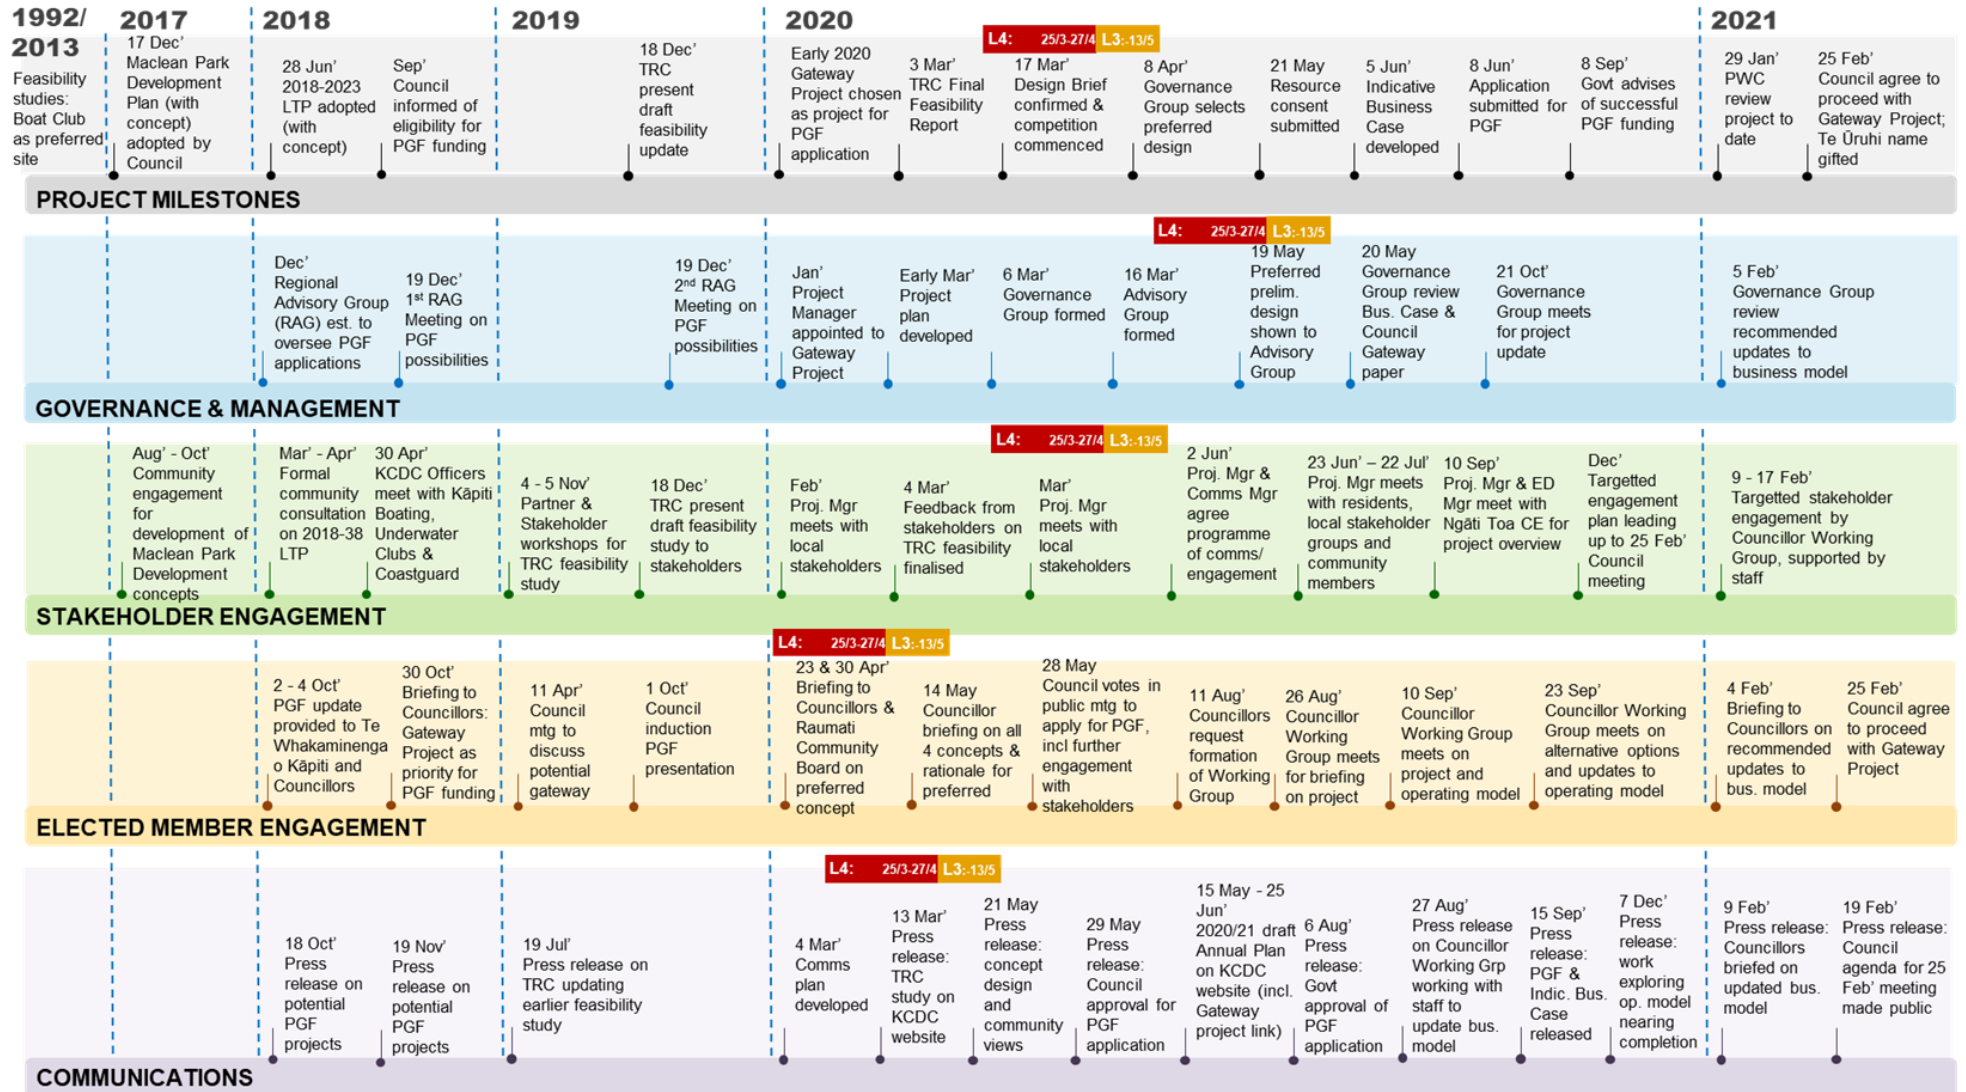 1992/
2013
Feasibility
studies:
Boat Club
as preferred
site
2017
17 Dec’
Maclean Park
Development
Plan (with
concept)
adopted by
Council
2018
28 Jun’
2018-2023
LTP adopted
(with
concept)
Sep’
Council
informed of
eligibility for
PGF funding
2019
18 Dec’
TRC
present
draft
feasibility
update
2020
L4: 25/3-27/4 L3:-13/5
Early 2020
Gateway
Project chosen
as project for
PGF
application
3 Mar’
TRC Final
Feasibility
Report
17 Mar’
Design Brief
confirmed &
competition
commenced
8 Apr’
Governance
Group selects
preferred
design
21 May
Resource
consent
submitted
5 Jun’
Indicative
Business
Case
developed
8 Jun’
Application
submitted for
PGF
8 Sep’
Govt advises
of successful
PGF funding
2021
29 Jan’
PWC
review
project to
date
25 Feb’
Council agree to
proceed with
Gateway Project;
Te Ūruhi name
gifted
PROJECT MILESTONES
L4: 25/3-27/4 L3:-13/5
Dec’
Regional
Advisory Group
(RAG) est. to
oversee PGF
applications
19 Dec’
1st RAG
Meeting on
PGF
possibilities
19 Dec’
2nd RAG
Meeting on
PGF
possibilities
Jan’
Project
Manager
appointed to
Gateway
Project
Early Mar’
Project
plan
developed
6 Mar’
Governance
Group formed
16 Mar’
Advisory
Group
formed
19 May
Preferred
prelim.
design
shown to
Advisory
Group
20 May
Governance
Group review
Bus. Case &
Council
Gateway
paper
21 Oct’
Governance
Group meets
for project
update
5 Feb’
Governance Group
review
recommended
updates to
business model
GOVERNANCE & MANAGEMENT
L4: 25/3-27/4 L3:-13/5
Aug’ - Oct’
Community
engagement
for
development of
Maclean Park
Development
concepts
Mar’ - Apr’
Formal
community
consultation
on 2018-38
LTP
30 Apr’
KCDC Officers
meet with Kāpiti
Boating,
Underwater
Clubs &
Coastguard
4 - 5 Nov’
Partner &
Stakeholder
workshops for
TRC feasibility
study
18 Dec’
TRC present
draft feasibility
study to
stakeholders
Feb’
Proj. Mgr
meets with
local
stakeholders
4 Mar’
Feedback from
stakeholders on
TRC feasibility
finalised
Mar’
Proj. Mgr
meets with
local
stakeholders
2 Jun’
Proj. Mgr &
Comms Mgr
agree
programme
of comms/
engagement
23 Jun’ – 22 Jul’
Proj. Mgr meets
with residents,
local stakeholder
groups and
community
members
10 Sep’
Proj. Mgr & ED
Mgr meet with
Ngāti Toa CE for
project overview
Dec’
Targetted
engagement
plan leading
up to 25 Feb’
Council
meeting
9 - 17 Feb’
Targetted stakeholder
engagement by
Councillor Working
Group, supported by
staff
STAKEHOLDER ENGAGEMENT
L4: 25/3-27/4 L3:-13/5
2 - 4 Oct’
PGF update
provided to Te
Whakaminenga
o Kāpiti and
Councillors
30 Oct’
Briefing to
Councillors:
Gateway
Project as
priority for
PGF funding
11 Apr’
Council
mtg to
discuss
potential
gateway
1 Oct’
Council
induction
PGF
presentation
23 & 30 Apr’
Briefing to
Councillors &
Raumati
Community
Board on
preferred
concept
14 May
Councillor
briefing on all
4 concepts &
rationale for
preferred
28 May
Council votes in
public mtg to
apply for PGF,
incl further
engagement
with
stakeholders
11 Aug’
Councillors
request
formation
of Working
Group
26 Aug’
Councillor
Working
Group meets
for briefing
on project
10 Sep’
Councillor
Working Group
meets on
project and
operating model
23 Sep’
Councillor Working
Group meets on
alternative options
and updates to
operating model
4 Feb’
Briefing to
Councillors on
recommended
updates to
bus. model
25 Feb’
Council agree
to proceed
with Gateway
Project
ELECTED MEMBER ENGAGEMENT
L4: 25/3-27/4 L3:-13/5
18 Oct’
Press
release on
potential
PGF
projects
19 Nov’
Press
release on
potential
PGF
projects
19 Jul’
Press release on
TRC updating
earlier feasibility
study
4 Mar’
Comms
plan
developed
13 Mar’
Press
release:
TRC
study on
KCDC
website
21 May
Press
release:
concept
design
and
community
views
29 May
Press
release:
Council
approval for
PGF
application
15 May - 25
Jun’
2020/21 draft
Annual Plan
on KCDC
website (incl.
Gateway
project link)
6 Aug’
Press
release:
Govt
approval of
PGF
application
27 Aug’
Press release
on Councillor
Working Grp
working with
staff to
update bus.
model
15 Sep’
Press
release:
PGF &
Indic. Bus.
Case
released
7 Dec’
Press
release:
work
exploring
op. model
nearing
completion
9 Feb’
Press release:
Councillors
briefed on
updated bus.
model
19 Feb’
Press release:
Council
agenda for 25
Feb’ meeting
made public
COMMUNICATIONS